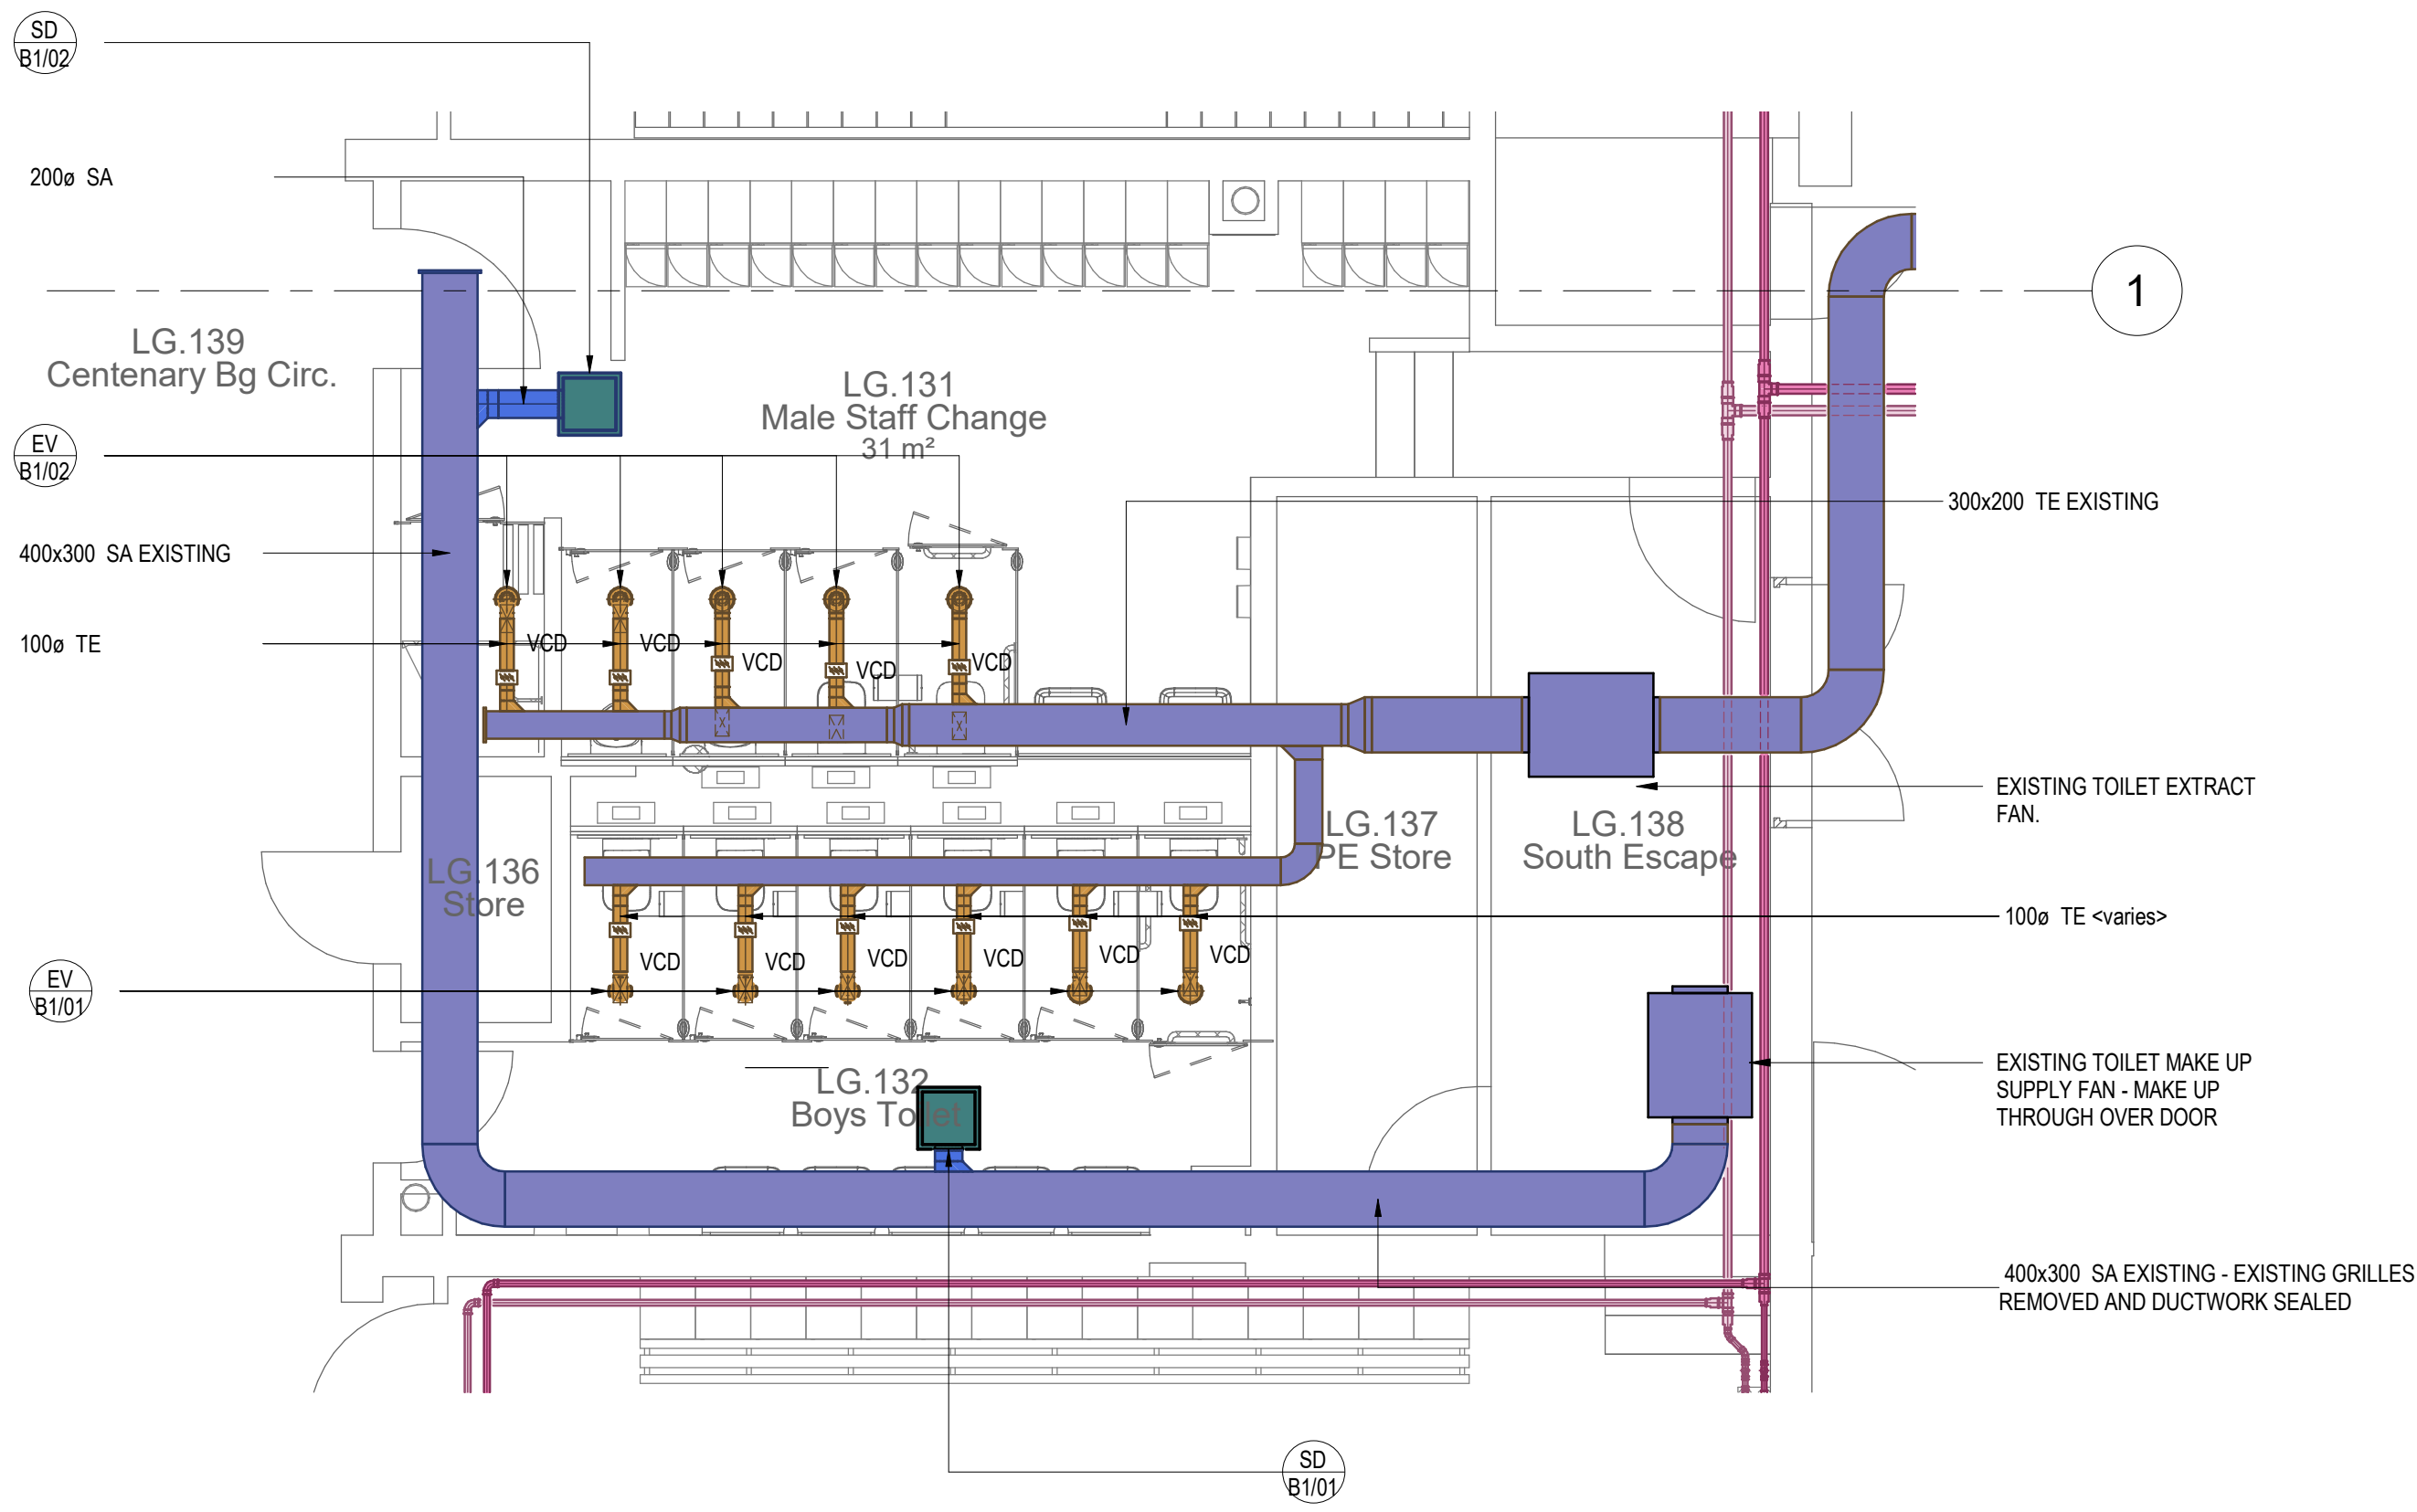 SD
B1/02
200ø SA
1
LG.139
Centenary Bg Circ.
LG.131
Male Staff Change
31 m²
EV
B1/02
300x200 TE EXISTING
400x300 SA EXISTING
100ø TE
VCD
VCD
VCD
VCD
VCD
EXISTING TOILET EXTRACT
FAN.
LG.137
PE Store
LG.138
South Escape
LG.136
Store
100ø TE <varies>
VCD
VCD
VCD
VCD
VCD
VCD
EV
B1/01
EXISTING TOILET MAKE UP
SUPPLY FAN - MAKE UP
THROUGH OVER DOOR
LG.132
Boys Toilet
400x300 SA EXISTING - EXISTING GRILLES
REMOVED AND DUCTWORK SEALED
SD
B1/01